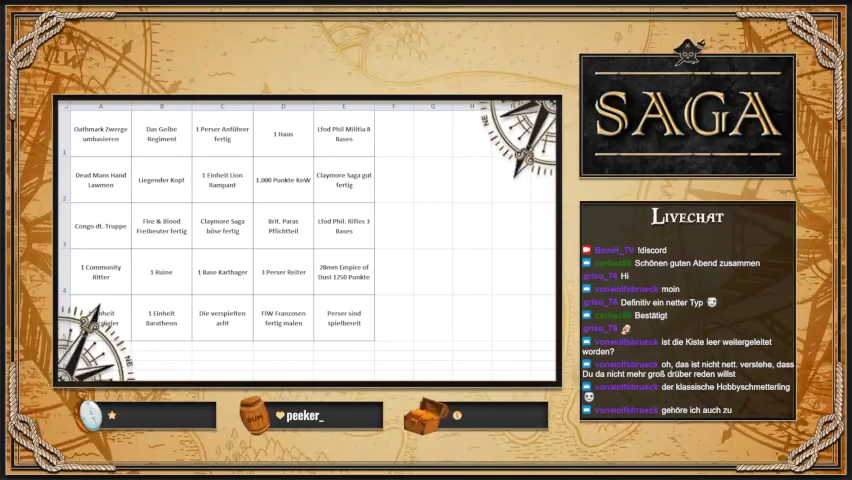 SAGA
A B C D E F G H
Oathmark Zwerge
umbasieren
Das Gelbe
Regiment
1 Perser Anführer
fertig
1 Haus
Lfod Phil Militia 8
Bases
1
Dead Mans Hand
Lawmen
Liegender Kopf
1 Einheit Lion
Rampant
1.000 Punkte KoW
Claymore Saga gut
fertig
2
Congo dt. Truppe
Fire & Blood
Freibeuter fertig
Claymore Saga
böse fertig
Brit. Paras
Pflichtteil
Lfod Phil. Rifles 3
Bases
3
1 Community
Ritter
1 Ruine
1 Base Karthager
3 Perser Reiter
28mm Empire of
Dust 1250 Punkte
4
1 Einheit
Baratheon
Die verspielten
acht
FIW Franzosen
fertig malen
Perser sind
spielbereit
NE
NE
Livechat
BamH_TV !discord
corbec88 Schönen guten Abend zusammen
grisu_76 Hi
vonwolfsbrueck moin
grisu_76 Definitiv ein netter Typ
corbec88 Bestätigt
grisu_76
vonwolfsbrueck ist die Kiste leer weitergeleitet
worden?
vonwolfsbrueck oh, das ist nicht nett. verstehe, dass
Du da nicht mehr groß drüber reden willst
vonwolfsbrueck der klassische Hobbyschmetterling
vonwolfsbrueck gehöre ich auch zu
RUM
peeker_